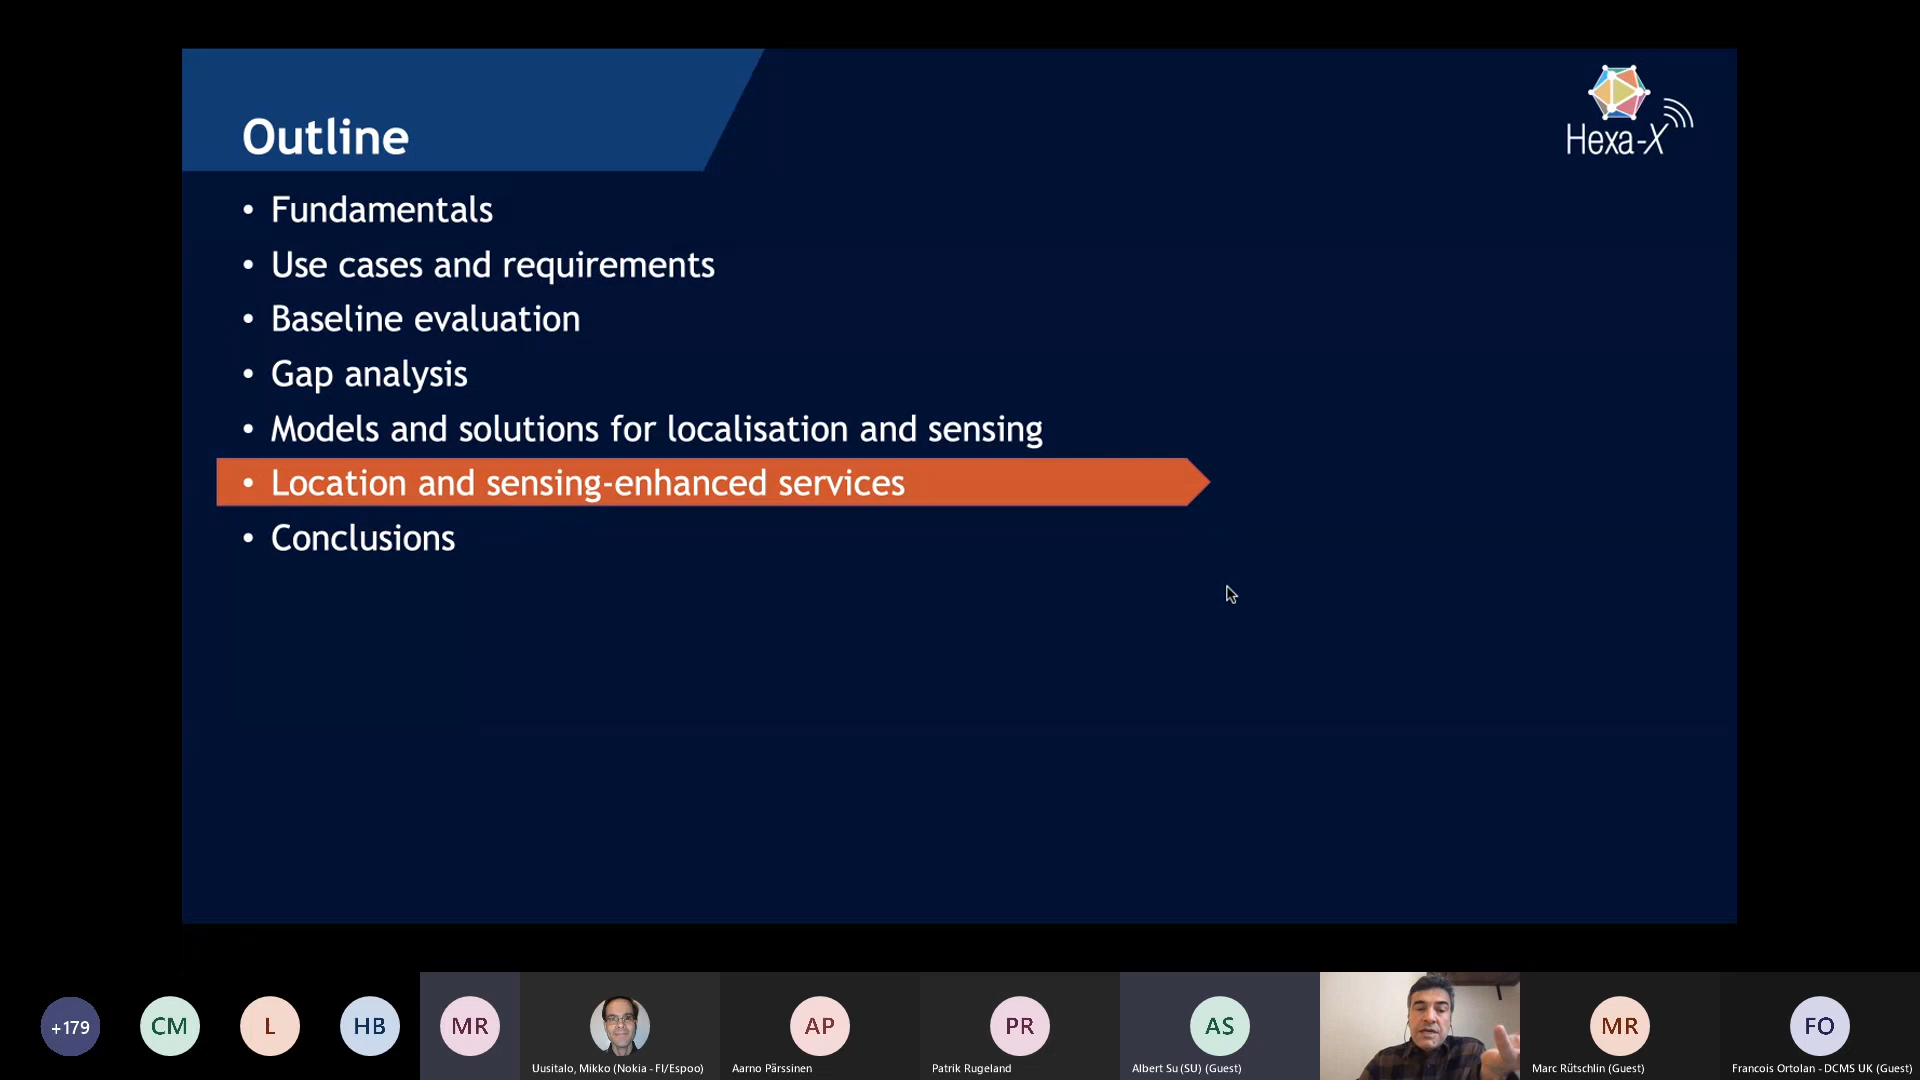 Outline
Hexa-X
• Fundamentals
• Use cases and requirements
• Baseline evaluation
• Gap analysis
• Models and solutions for localisation and sensing
• Location and sensing-enhanced services
• Conclusions
+179
CM
L
HB
MR
AP
PR
AS
MR
FO
Uusitalo, Mikko (Nokia - FI/Espoo)
Aarno Pärssinen
Patrik Rugeland
Albert Su (SU) (Guest)
Marc Rütschlin (Guest)
Francois Ortolan - DCMS UK (Guest)